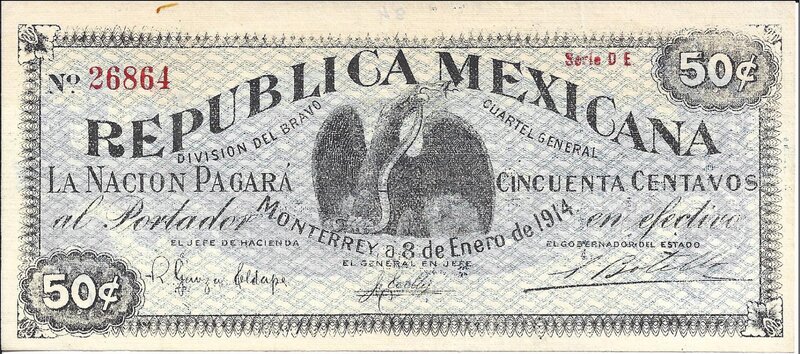 Serie D E.
50¢
Nº 26864
REPUBLICA MEXICANA
DIVISION DEL BRAVO
CUARTEL GENERAL
LA NACION PAGARÁ CINCUENTA CENTAVOS
al Portador en efectivo
MONTERREY, a 8 de Enero de 1914.
EL JEFE DE HACIENDA
EL GENERAL EN JEFE
EL GOBERNADOR DEL ESTADO
50¢